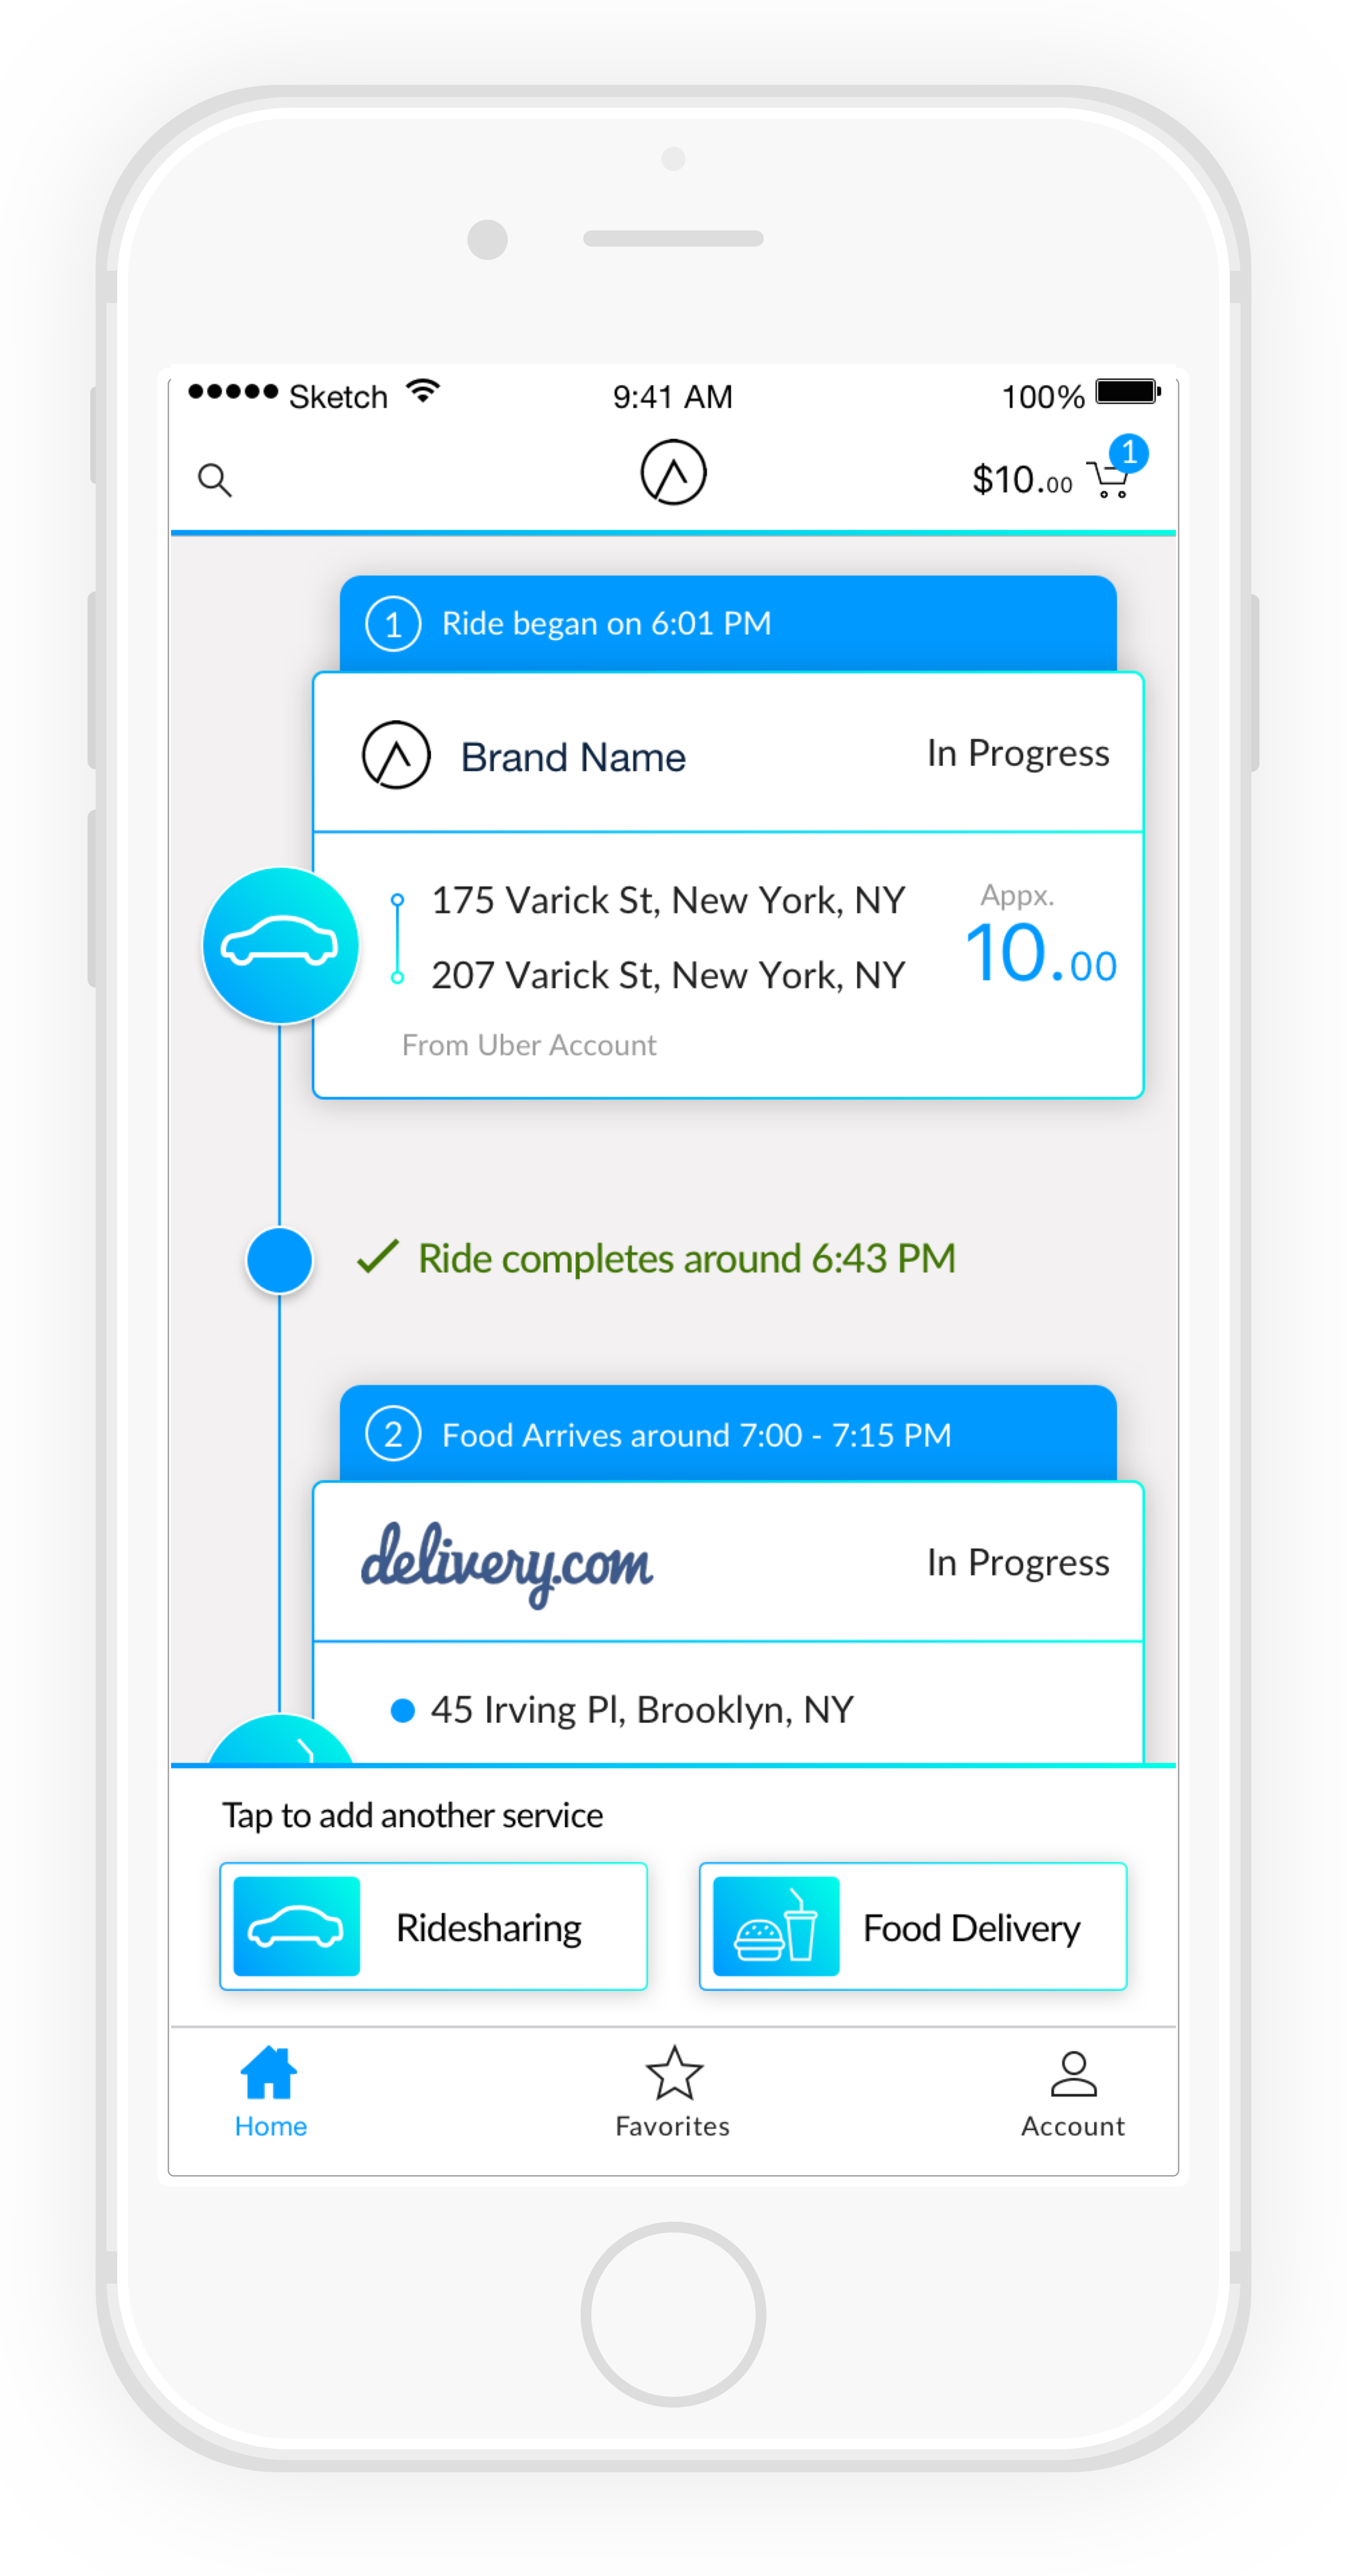 Sketch 9:41 AM 100%
$10.00 1
1 Ride began on 6:01 PM
Brand Name In Progress
175 Varick St, New York, NY Appx.
207 Varick St, New York, NY 10.00
From Uber Account
Ride completes around 6:43 PM
2 Food Arrives around 7:00 - 7:15 PM
delivery.com In Progress
45 Irving Pl, Brooklyn, NY
Tap to add another service
Ridesharing Food Delivery
Home Favorites Account